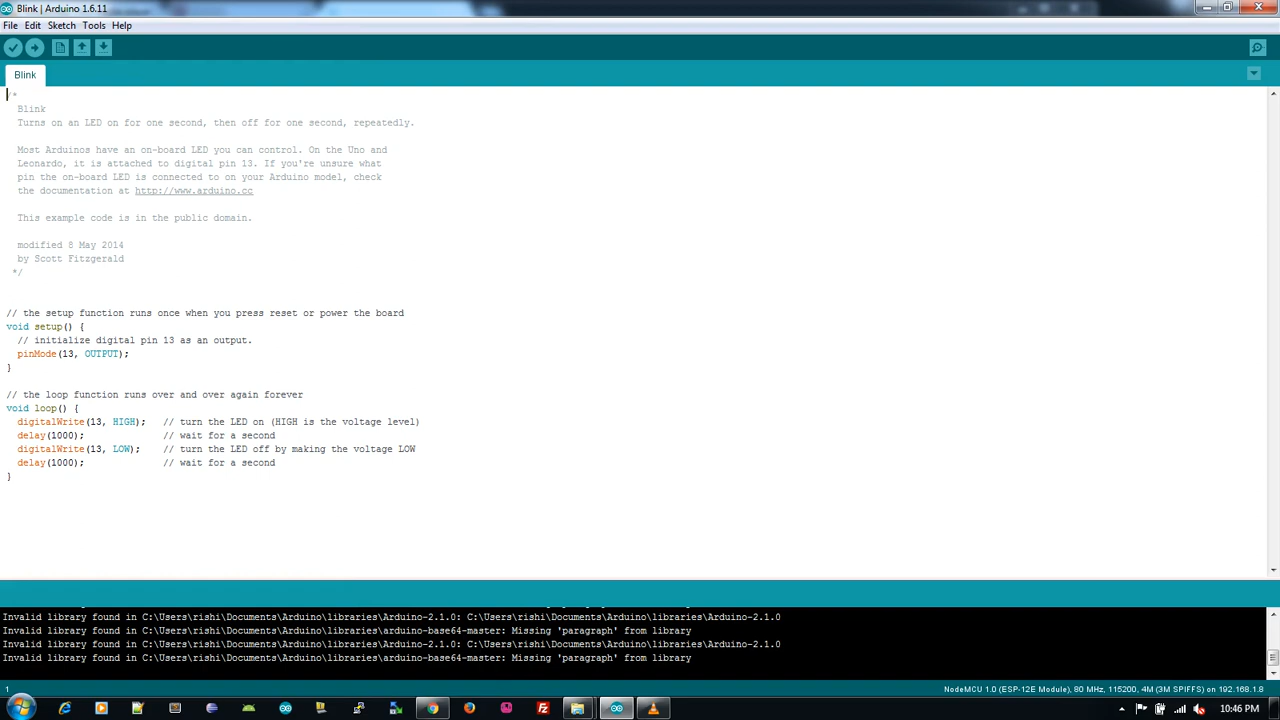 Blink | Arduino 1.6.11
File Edit Sketch Tools Help
Blink
/*
Blink
Turns on an LED on for one second, then off for one second, repeatedly.
Most Arduinos have an on-board LED you can control. On the Uno and
Leonardo, it is attached to digital pin 13. If you're unsure what
pin the on-board LED is connected to on your Arduino model, check
the documentation at http://www.arduino.cc
This example code is in the public domain.
modified 8 May 2014
by Scott Fitzgerald
*/
// the setup function runs once when you press reset or power the board
void setup() {
// initialize digital pin 13 as an output.
pinMode(13, OUTPUT);
}
// the loop function runs over and over again forever
void loop() {
digitalWrite(13, HIGH);   // turn the LED on (HIGH is the voltage level)
delay(1000);              // wait for a second
digitalWrite(13, LOW);    // turn the LED off by making the voltage LOW
delay(1000);              // wait for a second
}
Invalid library found in C:\Users\rishi\Documents\Arduino\libraries\Arduino-2.1.0: C:\Users\rishi\Documents\Arduino\libraries\Arduino-2.1.0
Invalid library found in C:\Users\rishi\Documents\Arduino\libraries\arduino-base64-master: Missing 'paragraph' from library
Invalid library found in C:\Users\rishi\Documents\Arduino\libraries\Arduino-2.1.0: C:\Users\rishi\Documents\Arduino\libraries\Arduino-2.1.0
Invalid library found in C:\Users\rishi\Documents\Arduino\libraries\arduino-base64-master: Missing 'paragraph' from library
1 NodeMCU 1.0 (ESP-12E Module), 80 MHz, 115200, 4M (3M SPIFFS) on 192.168.1.8
10:46 PM